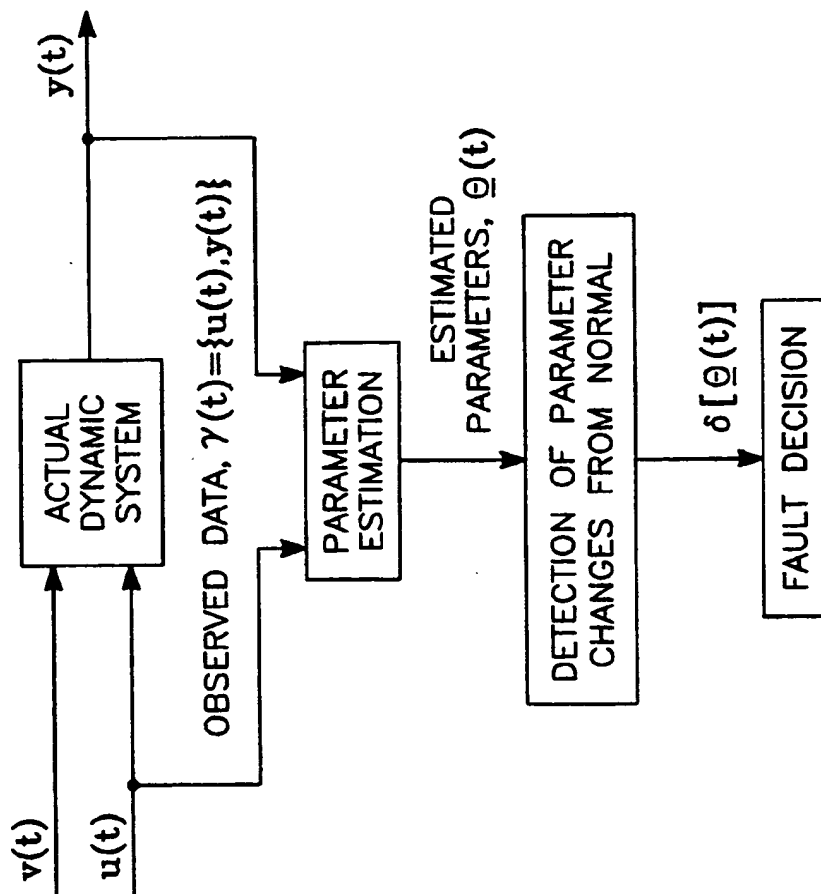 v(t)
u(t)
ACTUAL
DYNAMIC
SYSTEM
y(t)
OBSERVED DATA, γ(t)={u(t),y(t)}
PARAMETER
ESTIMATION
ESTIMATED
PARAMETERS, Θ(t)
DETECTION OF PARAMETER
CHANGES FROM NORMAL
δ[Θ(t)]
FAULT DECISION